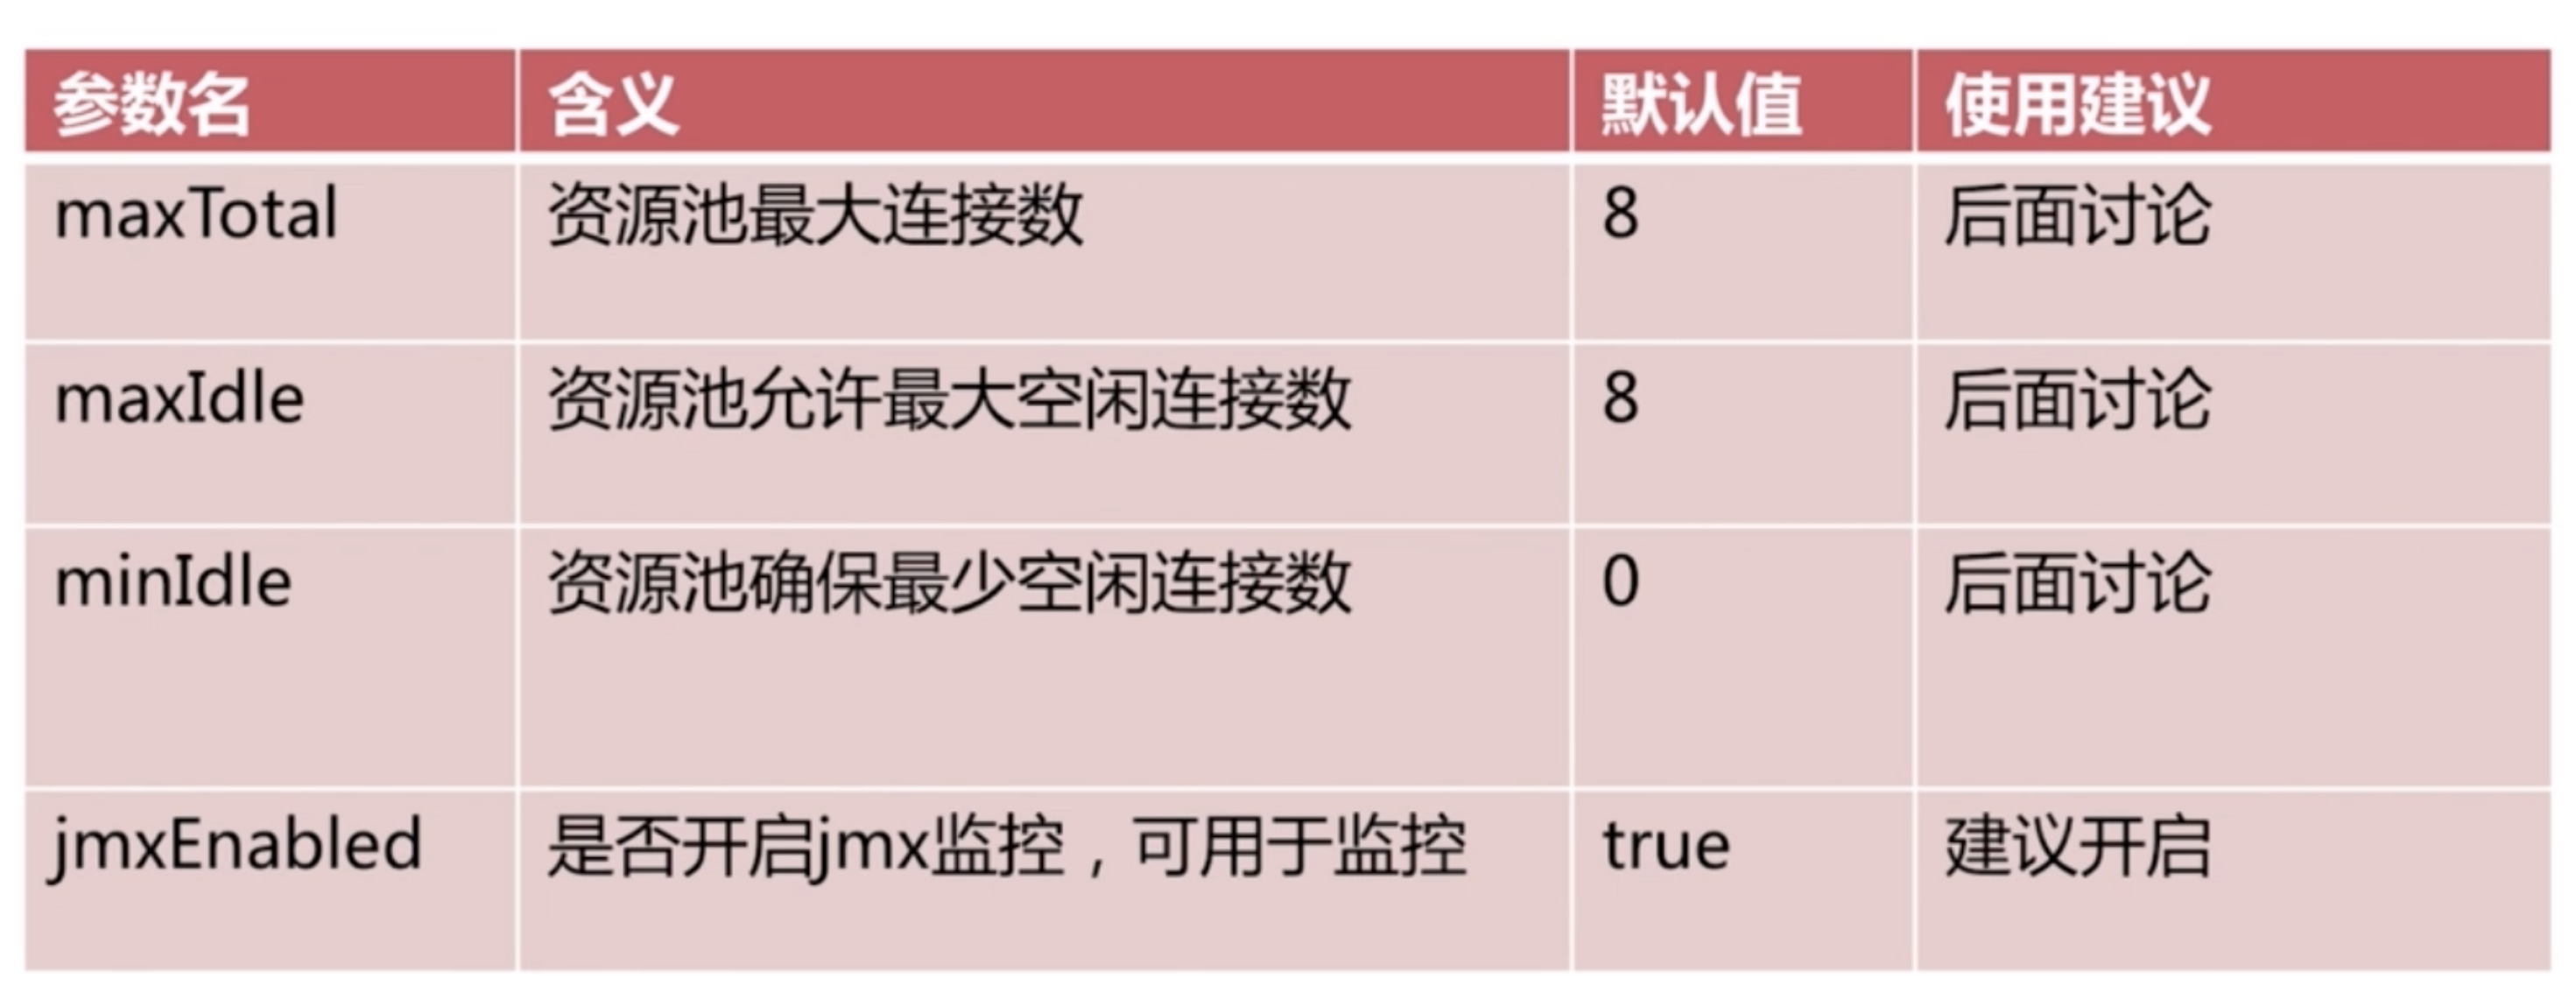 参数名 含义 默认值 使用建议
maxTotal 资源池最大连接数 8 后面讨论
maxIdle 资源池允许最大空闲连接数 8 后面讨论
minIdle 资源池确保最少空闲连接数 0 后面讨论
jmxEnabled 是否开启jmx监控，可用于监控 true 建议开启